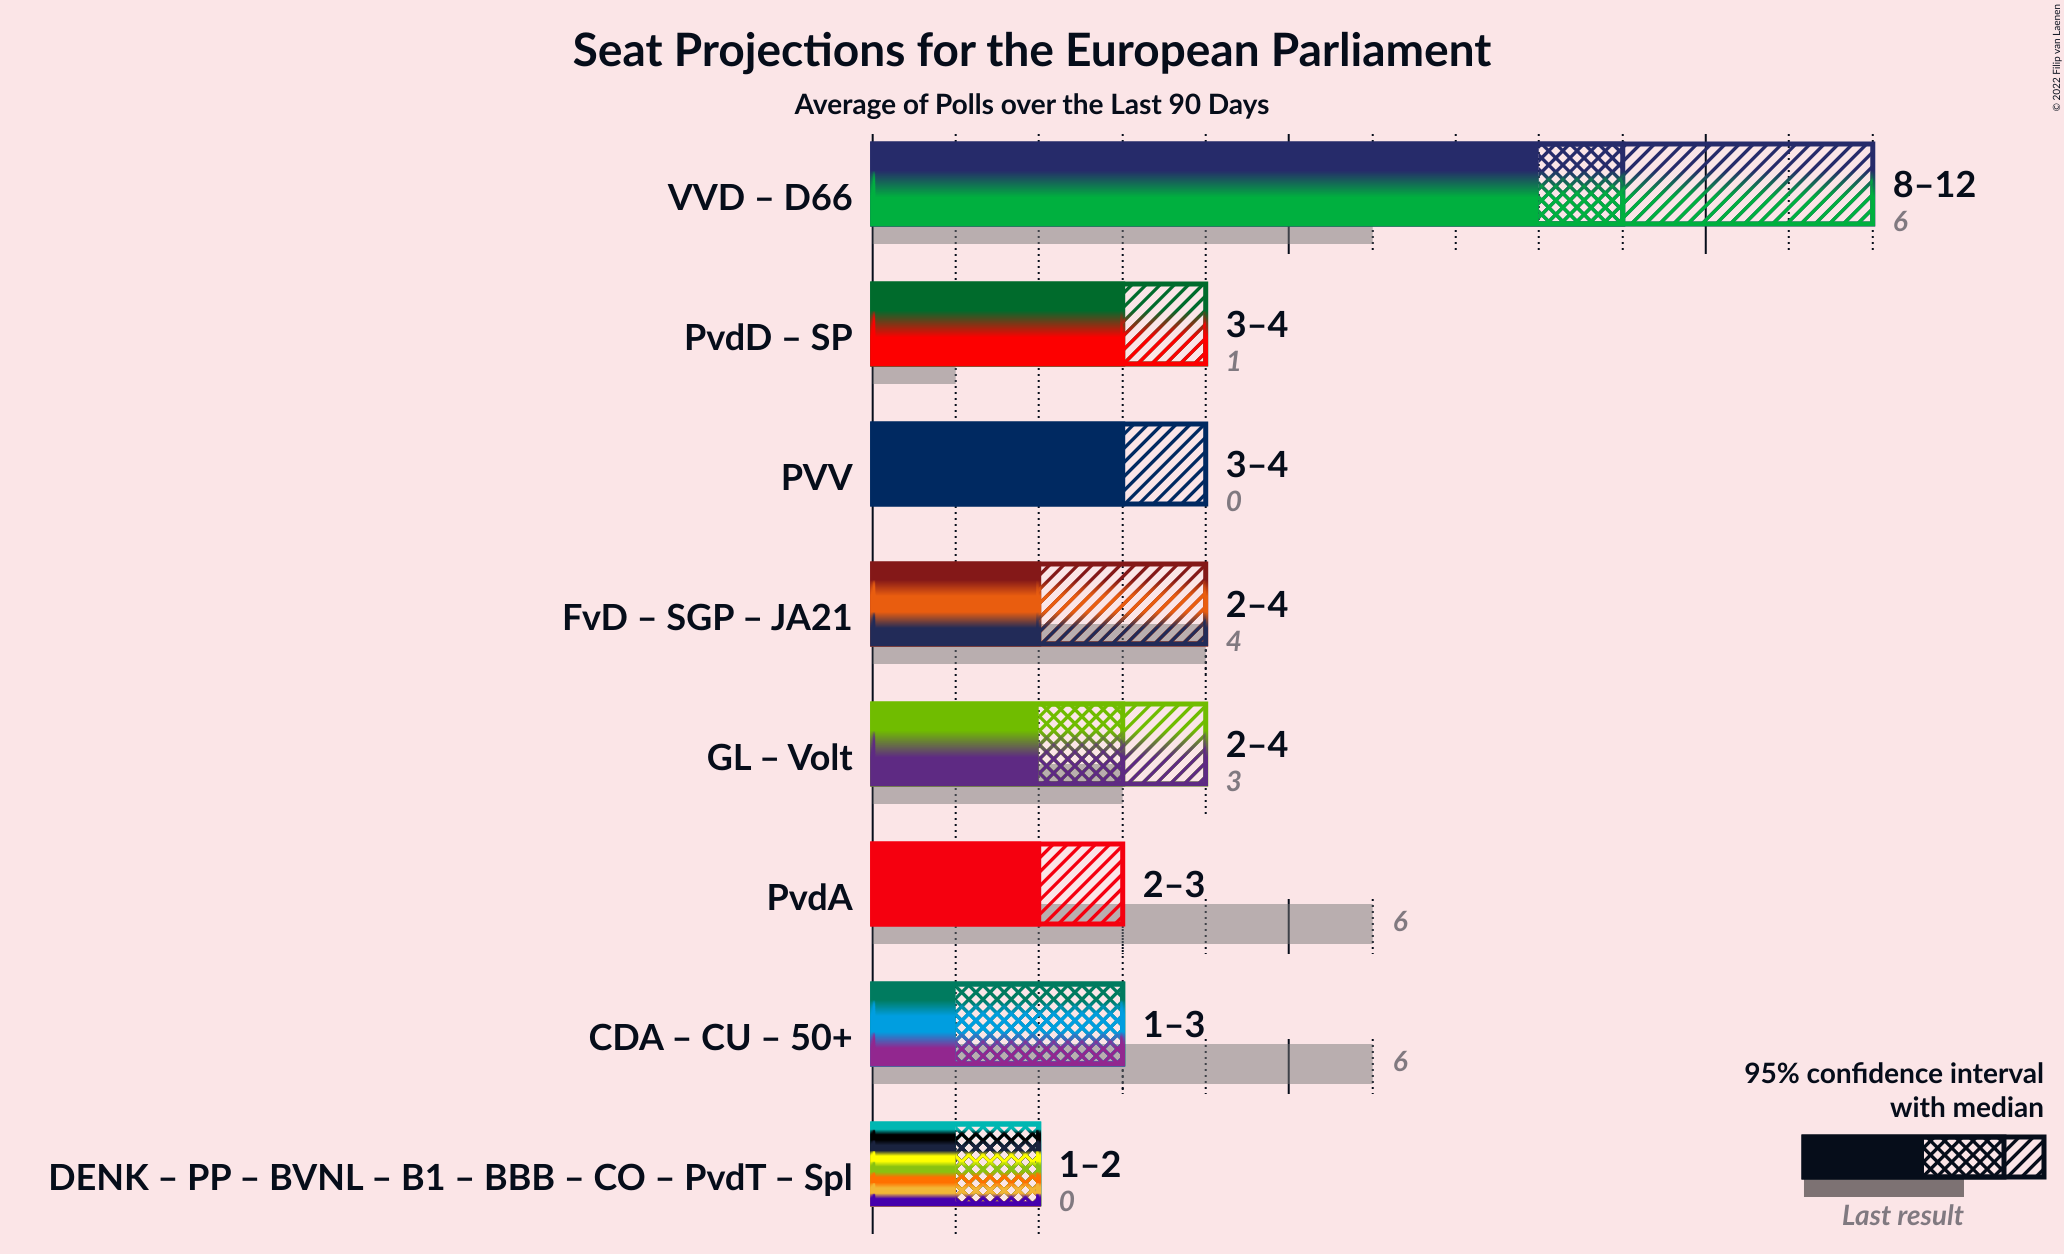 Seat Projections for the European Parliament
Average of Polls over the Last 90 Days
© 2022 Filip van Laenen
VVD – D66
8–12
6
PvdD – SP
3–4
1
PVV
3–4
0
FvD – SGP – JA21
2–4
4
GL – Volt
2–4
3
PvdA
2–3
6
CDA – CU – 50+
1–3
6
DENK – PP – BVNL – B1 – BBB – CO – PvdT – Spl
1–2
0
95% confidence interval
with median
Last result